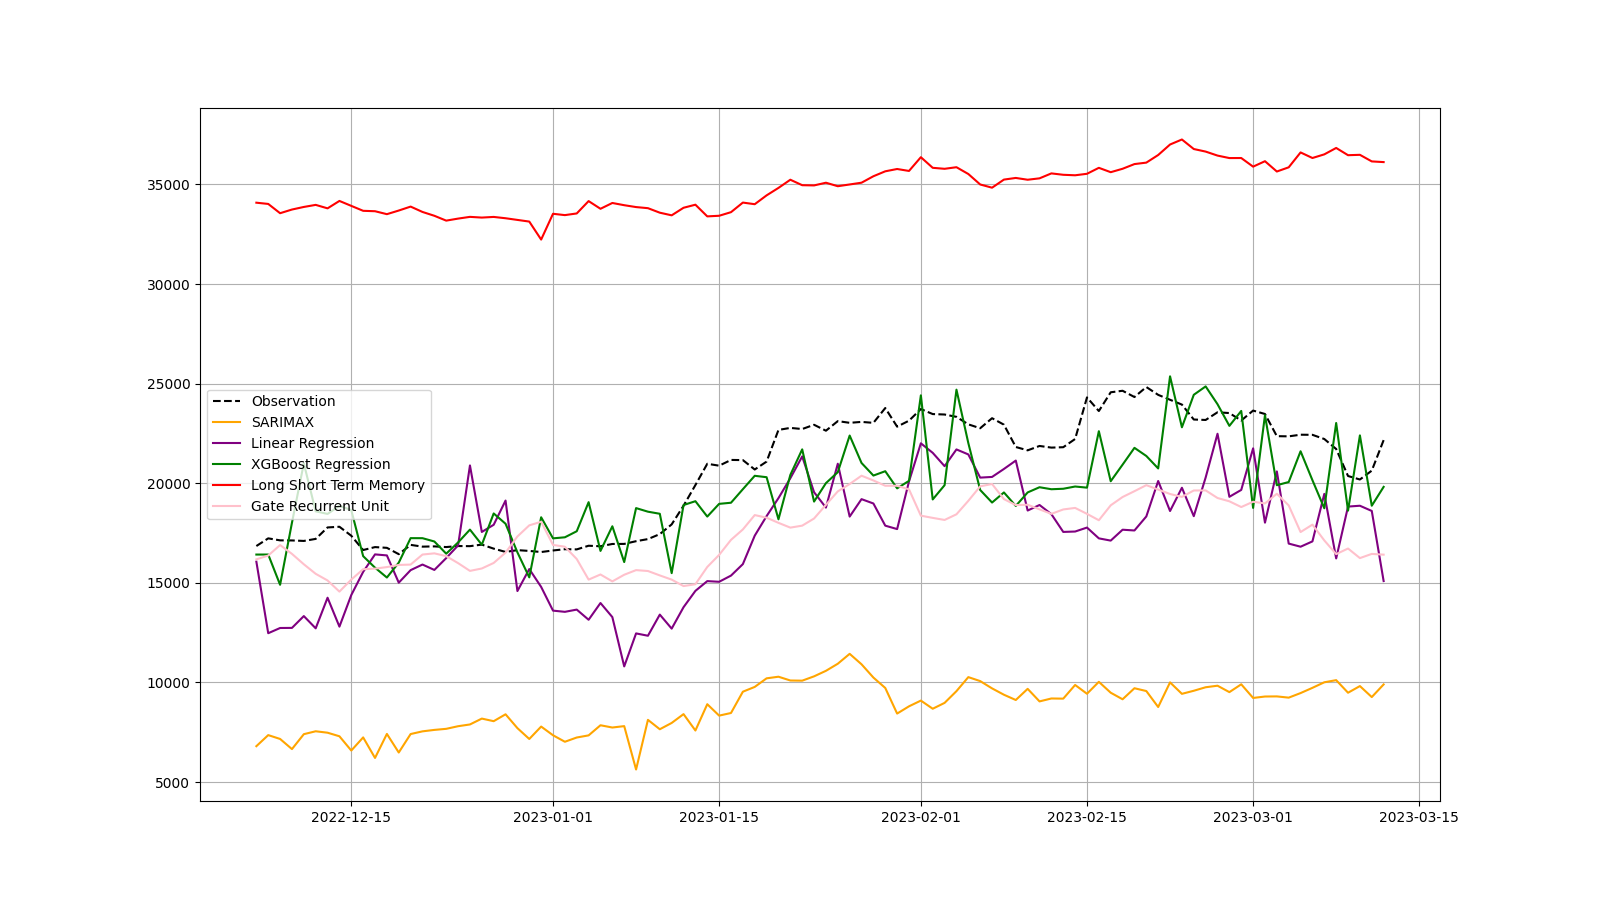 35000
30000
25000
20000
15000
10000
5000
Observation
SARIMAX
Linear Regression
XGBoost Regression
Long Short Term Memory
Gate Recurrent Unit
2022-12-15
2023-01-01
2023-01-15
2023-02-01
2023-02-15
2023-03-01
2023-03-15